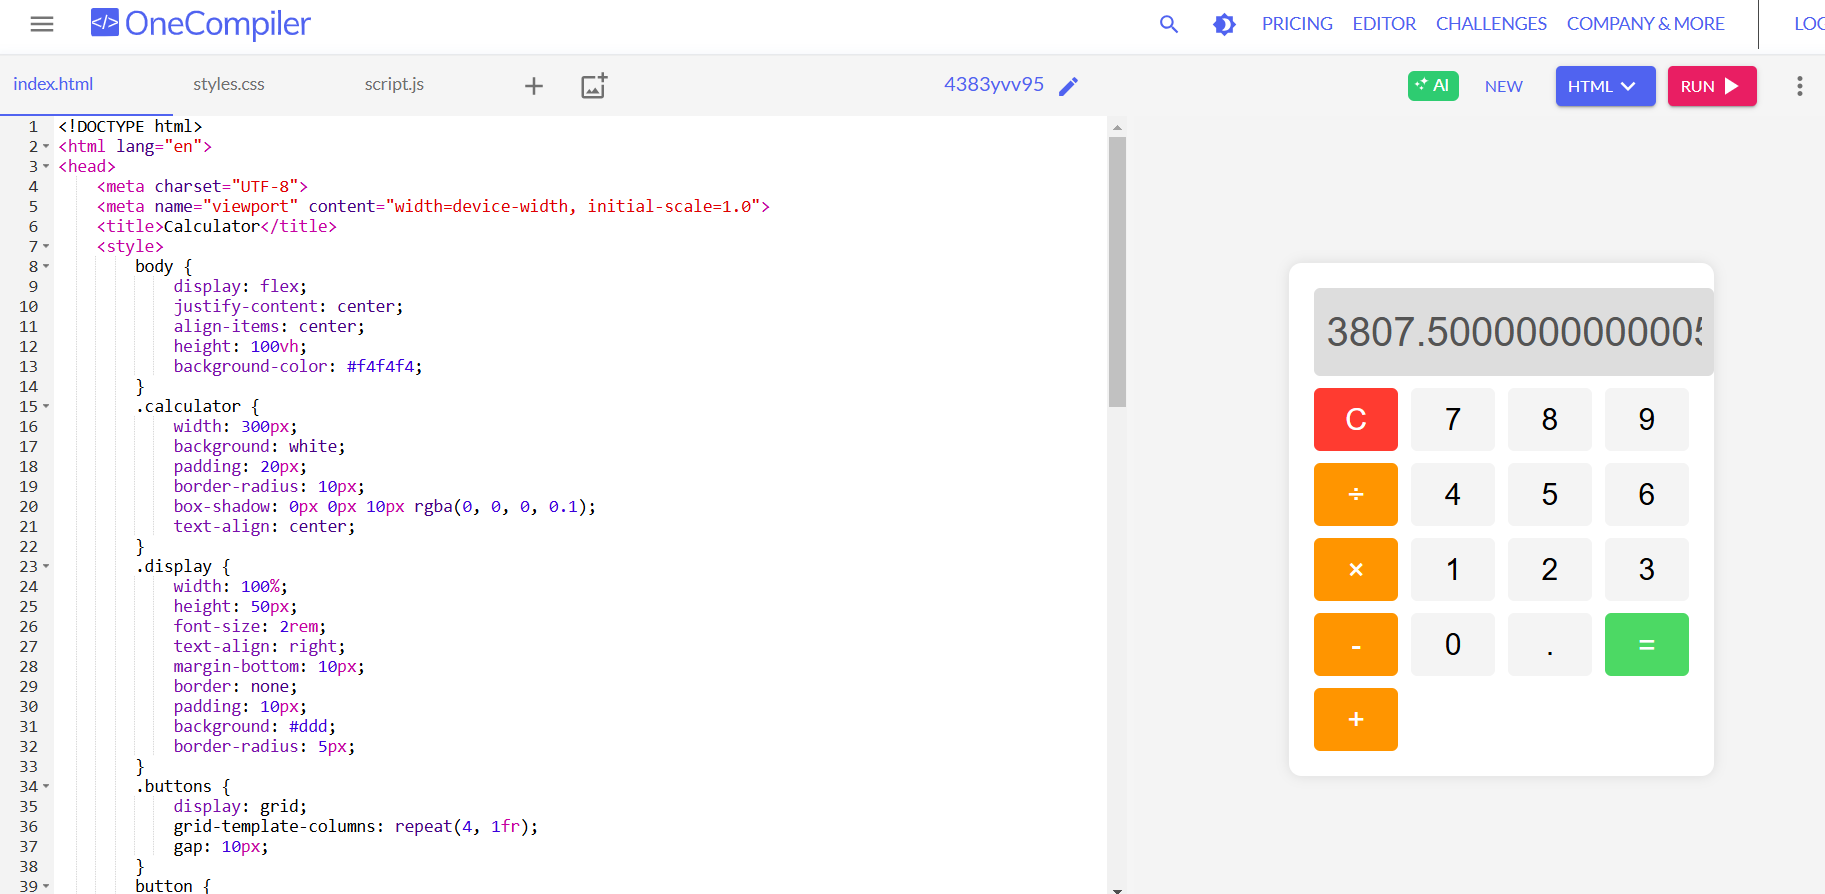 </> OneCompiler
PRICING EDITOR CHALLENGES COMPANY & MORE
index.html styles.css script.js 4383yvv95 AI NEW HTML RUN
1 <!DOCTYPE html>
2 <html lang="en">
3 <head>
4 <meta charset="UTF-8">
5 <meta name="viewport" content="width=device-width, initial-scale=1.0">
6 <title>Calculator</title>
7 <style>
8 body {
9 display: flex;
10 justify-content: center;
11 align-items: center;
12 height: 100vh;
13 background-color: #f4f4f4;
14 }
15 .calculator {
16 width: 300px;
17 background: white;
18 padding: 20px;
19 border-radius: 10px;
20 box-shadow: 0px 0px 10px rgba(0, 0, 0, 0.1);
21 text-align: center;
22 }
23 .display {
24 width: 100%;
25 height: 50px;
26 font-size: 2rem;
27 text-align: right;
28 margin-bottom: 10px;
29 border: none;
30 padding: 10px;
31 background: #ddd;
32 border-radius: 5px;
33 }
34 .buttons {
35 display: grid;
36 grid-template-columns: repeat(4, 1fr);
37 gap: 10px;
38 }
39 button {
3807.5000000000005
C 7 8 9
÷ 4 5 6
× 1 2 3
- 0 . =
+